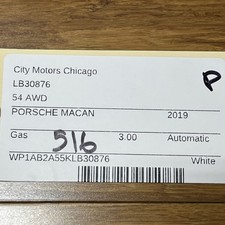 City Motors Chicago
LB30876
54 AWD
P
PORSCHE MACAN 2019
Gas 516 3.00 Automatic
WP1AB2A55KLB30876
White